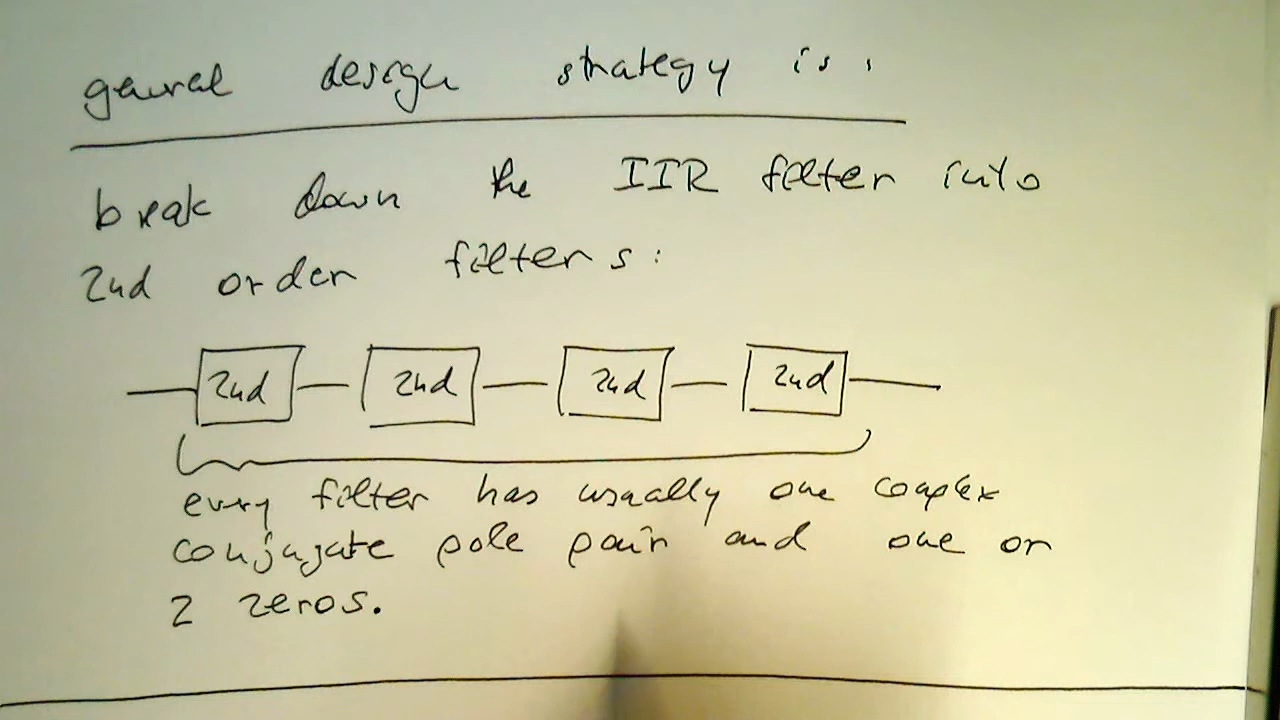 general design strategy is:
break down the IIR filter into
2nd order filters:
2nd 2nd 2nd 2nd
every filter has usually one complex
conjugate pole pair and one or
2 zeros.